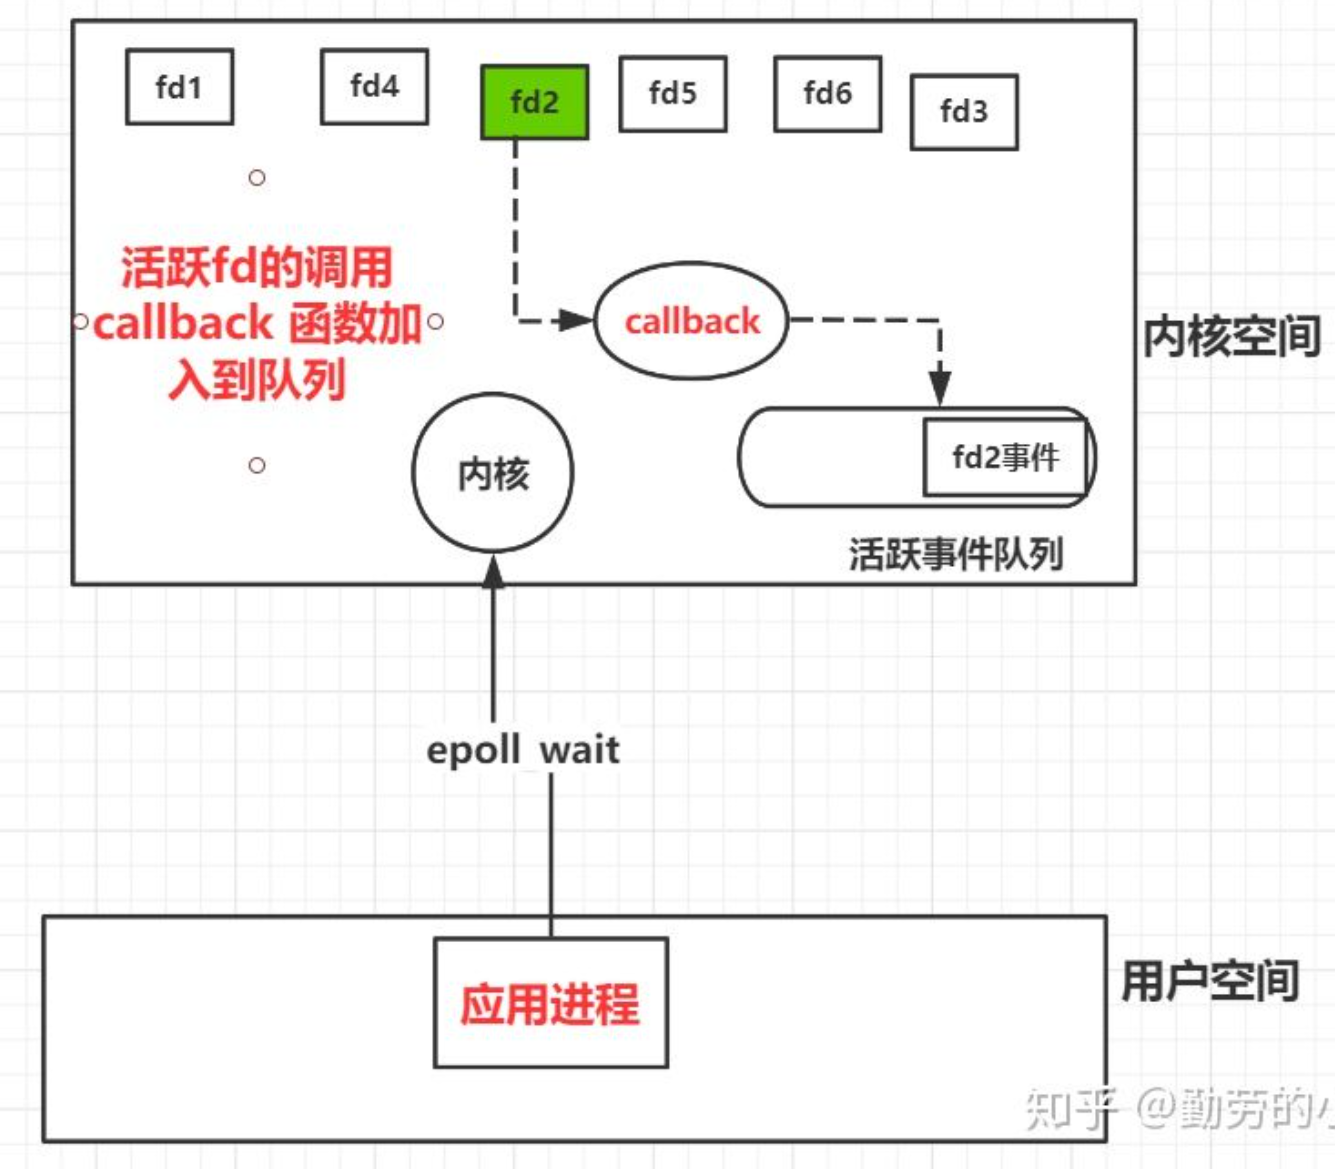 fd1
fd4
fd2
fd5
fd6
fd3
活跃fd的调用
callback 函数加
入到队列
callback
内核空间
内核
fd2事件
活跃事件队列
epoll_wait
用户空间
应用进程
知乎 @勤劳的小